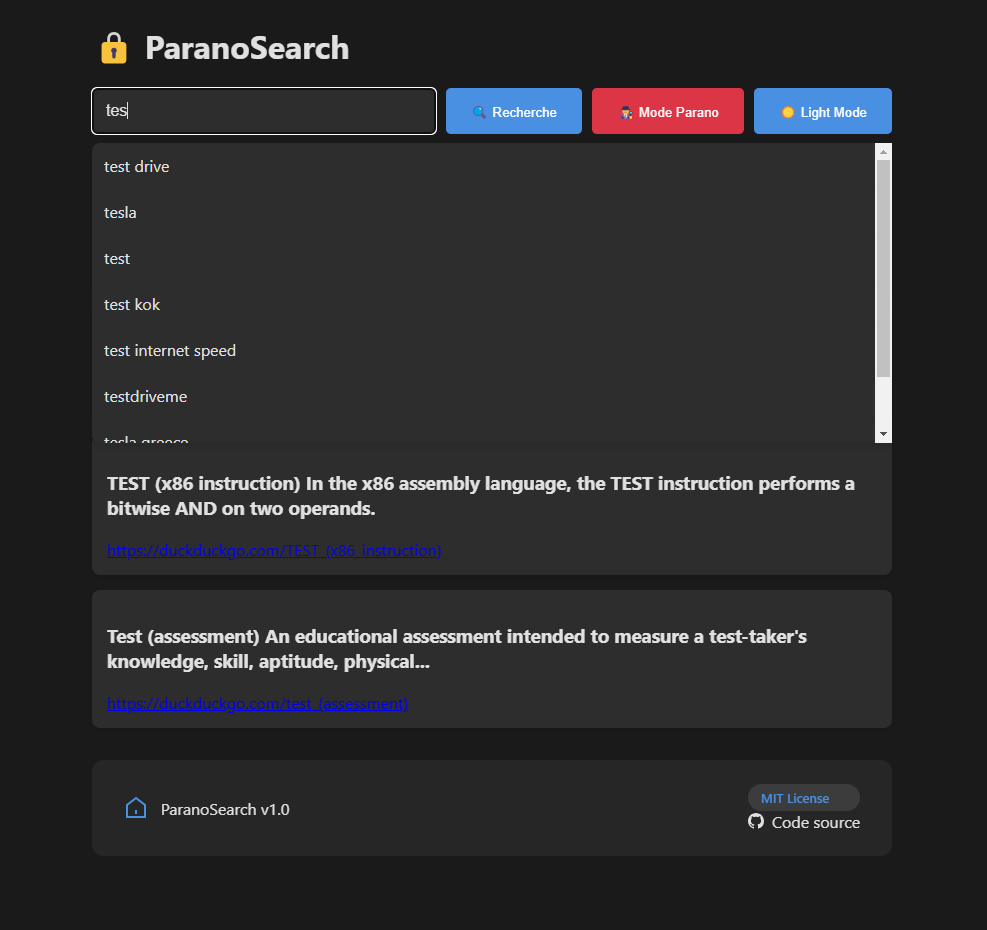 ParanoSearch
tes
Recherche
Mode Parano
Light Mode
test drive
tesla
test
test kok
test internet speed
testdriveme
tesla greece
TEST (x86 instruction) In the x86 assembly language, the TEST instruction performs a
bitwise AND on two operands.
https://duckduckgo.com/TEST_(x86_instruction)
Test (assessment) An educational assessment intended to measure a test-taker's
knowledge, skill, aptitude, physical...
https://duckduckgo.com/test_(assessment)
ParanoSearch v1.0
MIT License
Code source